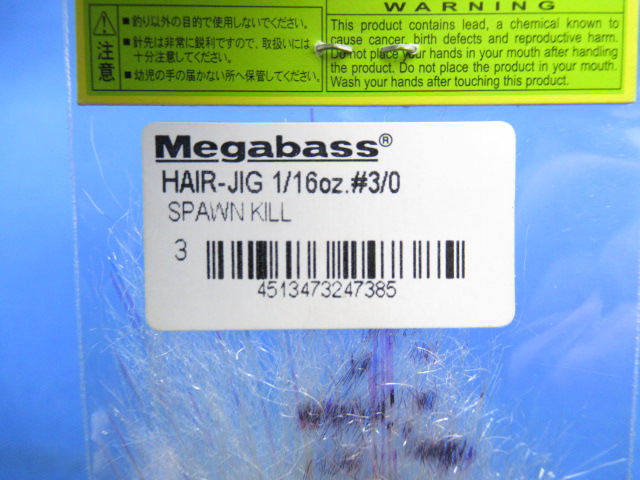 注意
●釣り以外の目的で使用しないでください。
●針先は非常に鋭利ですので、取扱いには
十分注意してください。
●幼児の手の届かない所へ保管してください。
WARNING
This product contains lead, a chemical known to
cause cancer, birth defects and reproductive harm.
Do not place your hands in your mouth after handling
the product. Do not place the product in your mouth.
Wash your hands after touching this product.
Megabass®
HAIR-JIG 1/16oz.#3/0
SPAWN KILL
3
4513473247385